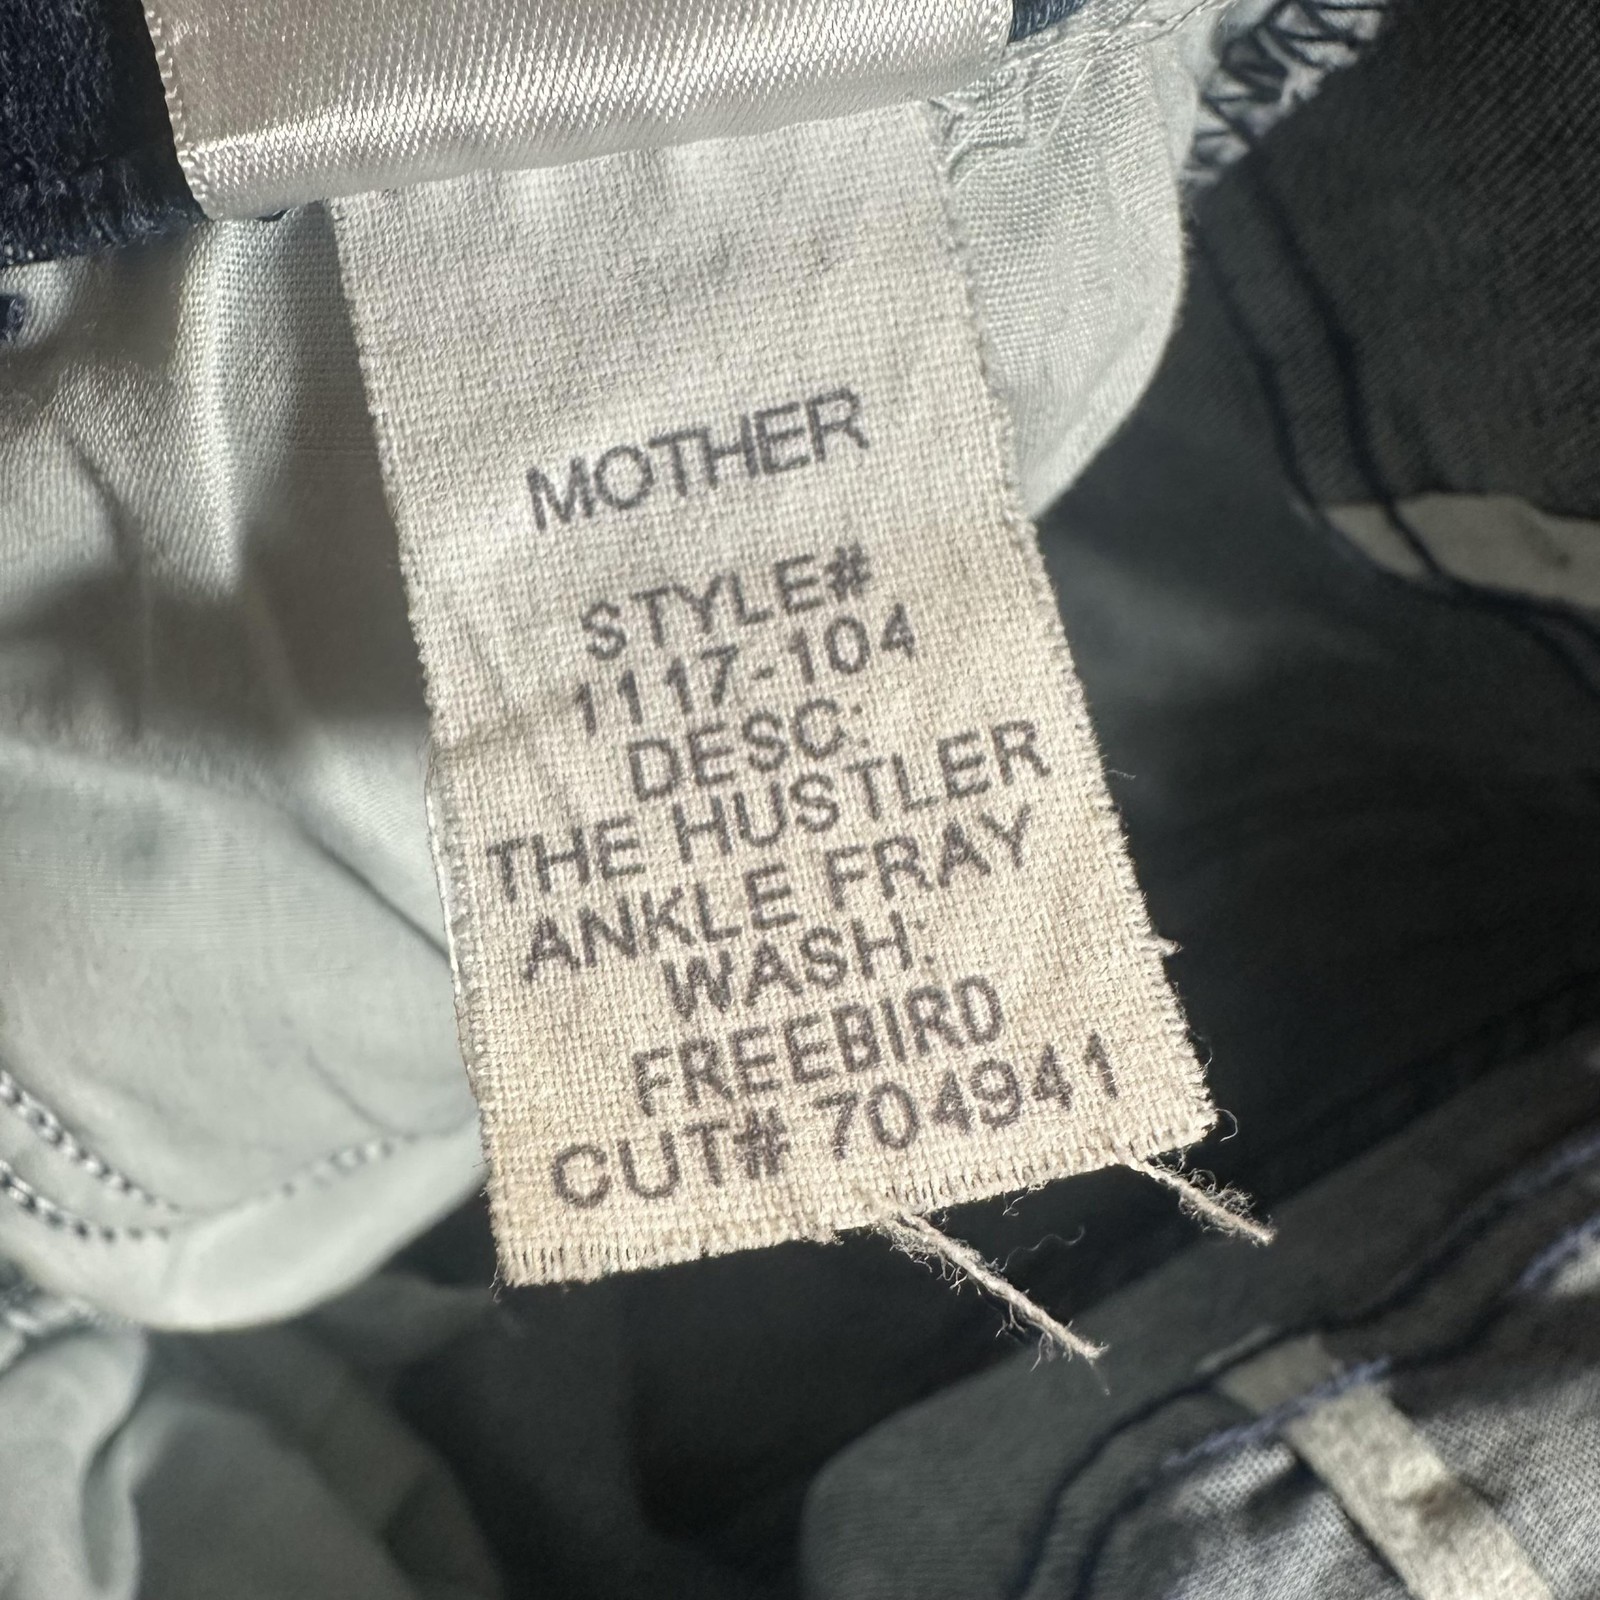 MOTHER
STYLE#
1117-104
DESC:
THE HUSTLER
ANKLE FRAY
WASH:
FREEBIRD
CUT# 704941